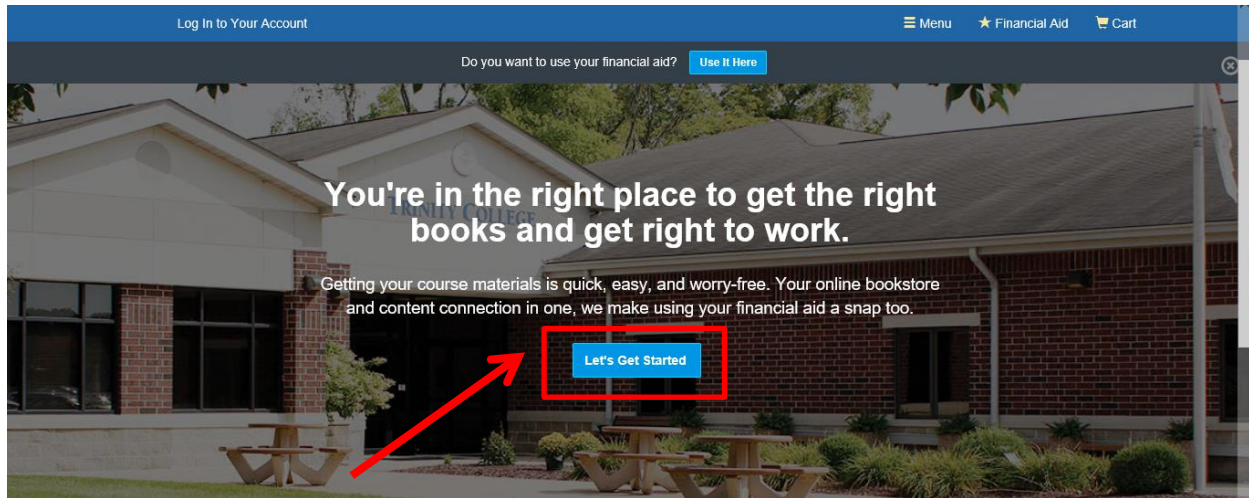 Log In to Your Account
Menu
Financial Aid
Cart
Do you want to use your financial aid?
Use It Here
You're in the right place to get the right
books and get right to work.
TRINITY COLLEGE
Getting your course materials is quick, easy, and worry-free. Your online bookstore
and content connection in one, we make using your financial aid a snap too.
Let's Get Started